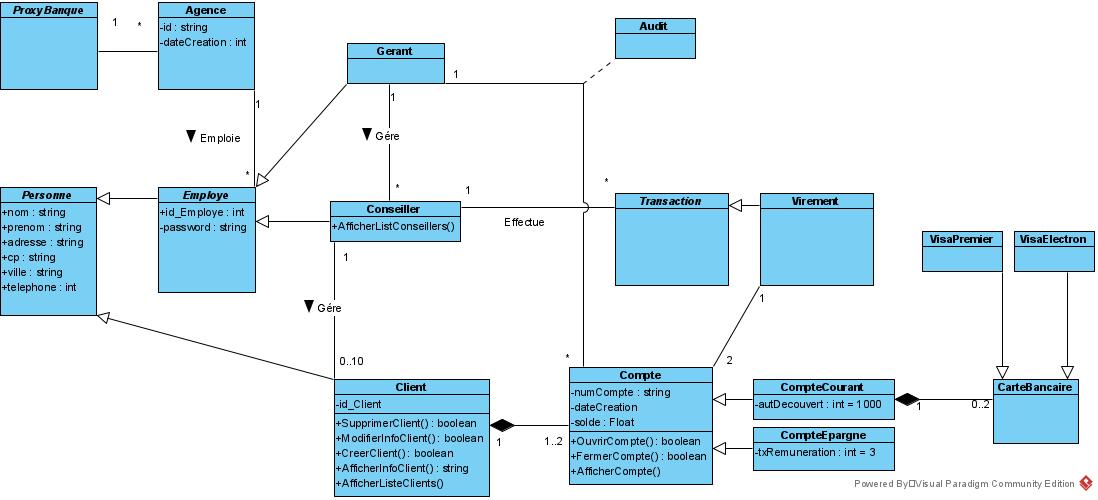 ProxyBanque
1
*
Agence
-id : string
-dateCreation : int
Gerant
1
Audit
1
1
Emploie
Gére
*
*
Personne
+nom : string
+prenom : string
+adresse : string
+cp : string
+ville : string
+telephone : int
Employe
+id_Employe : int
-password : string
Conseiller
+AfficherListConseillers()
1
*
Effectue
Transaction
Virement
VisaPremier
VisaElectron
1
Gére
0..10
1
2
*
Client
-id_Client
+SupprimerClient() : boolean
+ModifierInfoClient() : boolean
+CreerClient() : boolean
+AfficherInfoClient() : string
+AfficherListeClients()
1
1..2
Compte
-numCompte : string
-dateCreation
-solde : Float
+OuvrirCompte() : boolean
+FermerCompte() : boolean
+AfficherCompte()
CompteCourant
-autDecouvert : int = 1000
1
0..2
CarteBancaire
CompteEpargne
-txRemuneration : int = 3
Powered By Visual Paradigm Community Edition